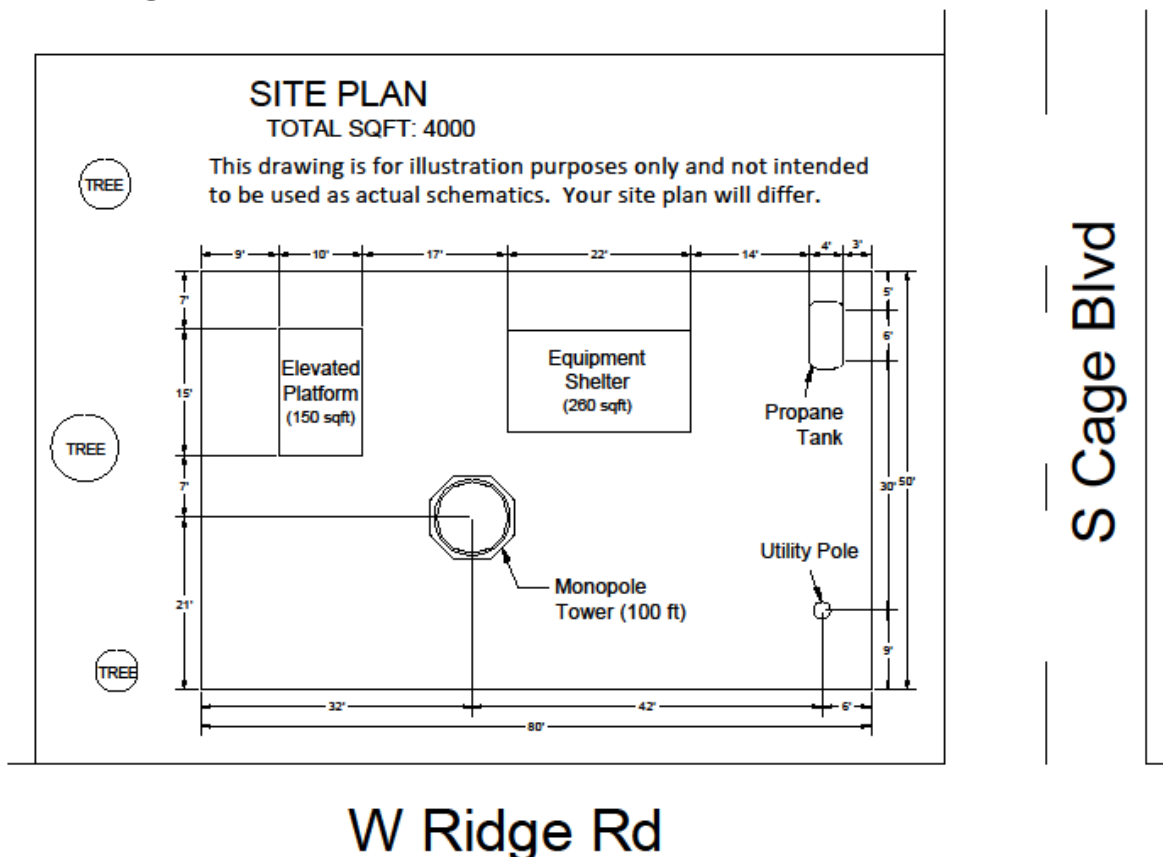 SITE PLAN
TOTAL SQFT: 4000
This drawing is for illustration purposes only and not intended
to be used as actual schematics. Your site plan will differ.
TREE
TREE
TREE
9'
10'
17'
22'
14'
4'
3'
7'
15'
7'
21'
5'
6'
30'
50'
9'
Elevated
Platform
(150 sqft)
Equipment
Shelter
(260 sqft)
Propane
Tank
Utility Pole
Monopole
Tower (100 ft)
32'
42'
6'
80'
S Cage Blvd
W Ridge Rd